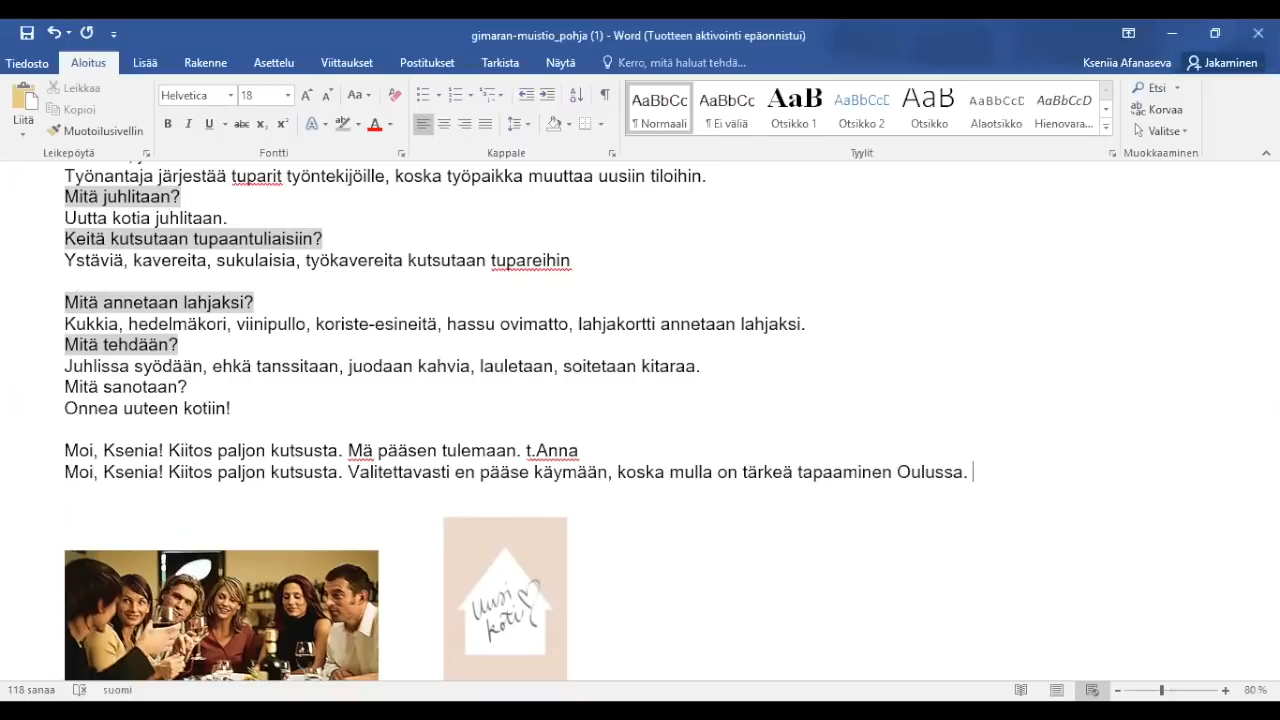 gimaran-muistio_pohja (1) - Word (Tuotteen aktivointi epäonnistui)
Tiedosto Aloitus Lisää Rakenne Asettelu Viittaukset Postitukset Tarkista Näytä Kerro, mitä haluat tehdä... Kseniia Afanaseva Jakaminen
Liitä
Leikkaa
Kopioi
Muotoilusivellin
Leikepöytä
Helvetica 18
Fontti
Kappale
AaBbCc AaBbCc AaB AaBbCcC AaB AaBbCcD AaBbCcD
¶ Normaali ¶ Ei väliä Otsikko 1 Otsikko 2 Otsikko Alaotsikko Hienovara...
Tyylit
Etsi
Korvaa
Valitse
Muokkaaminen
Työnantaja järjestää tuparit työntekijöille, koska työpaikka muuttaa uusiin tiloihin.
Mitä juhlitaan?
Uutta kotia juhlitaan.
Keitä kutsutaan tupaantuliaisiin?
Ystäviä, kavereita, sukulaisia, työkavereita kutsutaan tupareihin
Mitä annetaan lahjaksi?
Kukkia, hedelmäkori, viinipullo, koriste-esineitä, hassu ovimatto, lahjakortti annetaan lahjaksi.
Mitä tehdään?
Juhlissa syödään, ehkä tanssitaan, juodaan kahvia, lauletaan, soitetaan kitaraa.
Mitä sanotaan?
Onnea uuteen kotiin!
Moi, Ksenia! Kiitos paljon kutsusta. Mä pääsen tulemaan. t.Anna
Moi, Ksenia! Kiitos paljon kutsusta. Valitettavasti en pääse käymään, koska mulla on tärkeä tapaaminen Oulussa.
Uusi
koti
118 sanaa suomi 80 %